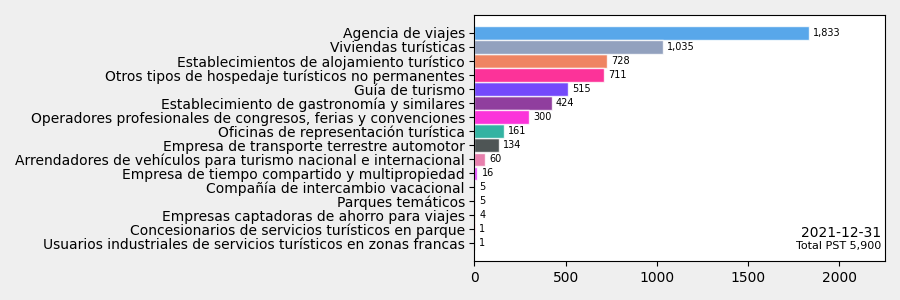 Agencia de viajes 1,833
Viviendas turísticas 1,035
Establecimientos de alojamiento turístico 728
Otros tipos de hospedaje turísticos no permanentes 711
Guía de turismo 515
Establecimiento de gastronomía y similares 424
Operadores profesionales de congresos, ferias y convenciones 300
Oficinas de representación turística 161
Empresa de transporte terrestre automotor 134
Arrendadores de vehículos para turismo nacional e internacional 60
Empresa de tiempo compartido y multipropiedad 16
Compañía de intercambio vacacional 5
Parques temáticos 5
Empresas captadoras de ahorro para viajes 4
Concesionarios de servicios turísticos en parque 1
Usuarios industriales de servicios turísticos en zonas francas 1
2021-12-31
Total PST 5,900
0 500 1000 1500 2000